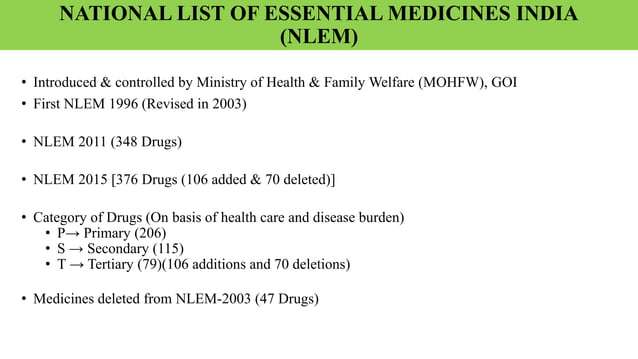 NATIONAL LIST OF ESSENTIAL MEDICINES INDIA
(NLEM)
• Introduced & controlled by Ministry of Health & Family Welfare (MOHFW), GOI
• First NLEM 1996 (Revised in 2003)
• NLEM 2011 (348 Drugs)
• NLEM 2015 [376 Drugs (106 added & 70 deleted)]
• Category of Drugs (On basis of health care and disease burden)
• P→ Primary (206)
• S → Secondary (115)
• T → Tertiary (79)(106 additions and 70 deletions)
• Medicines deleted from NLEM-2003 (47 Drugs)